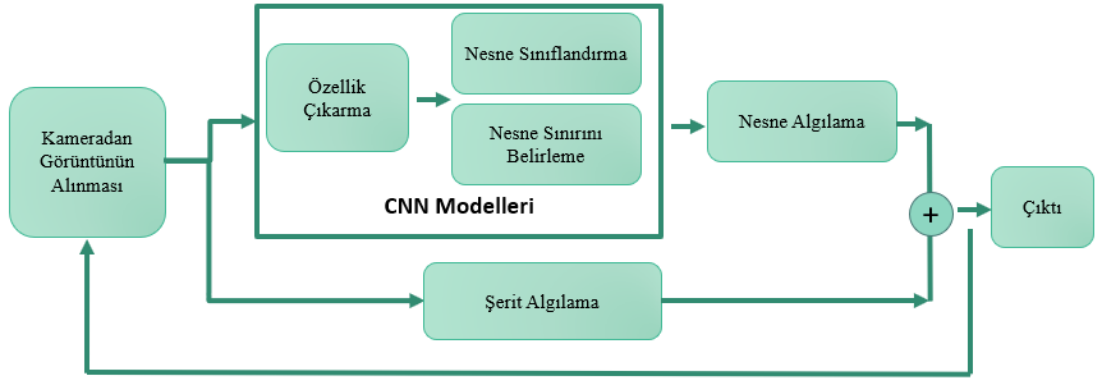 Kameradan
Görüntünün
Alınması
Özellik
Çıkarma
Nesne Sınıflandırma
Nesne Sınırını
Belirleme
CNN Modelleri
Nesne Algılama
Şerit Algılama
+
Çıktı